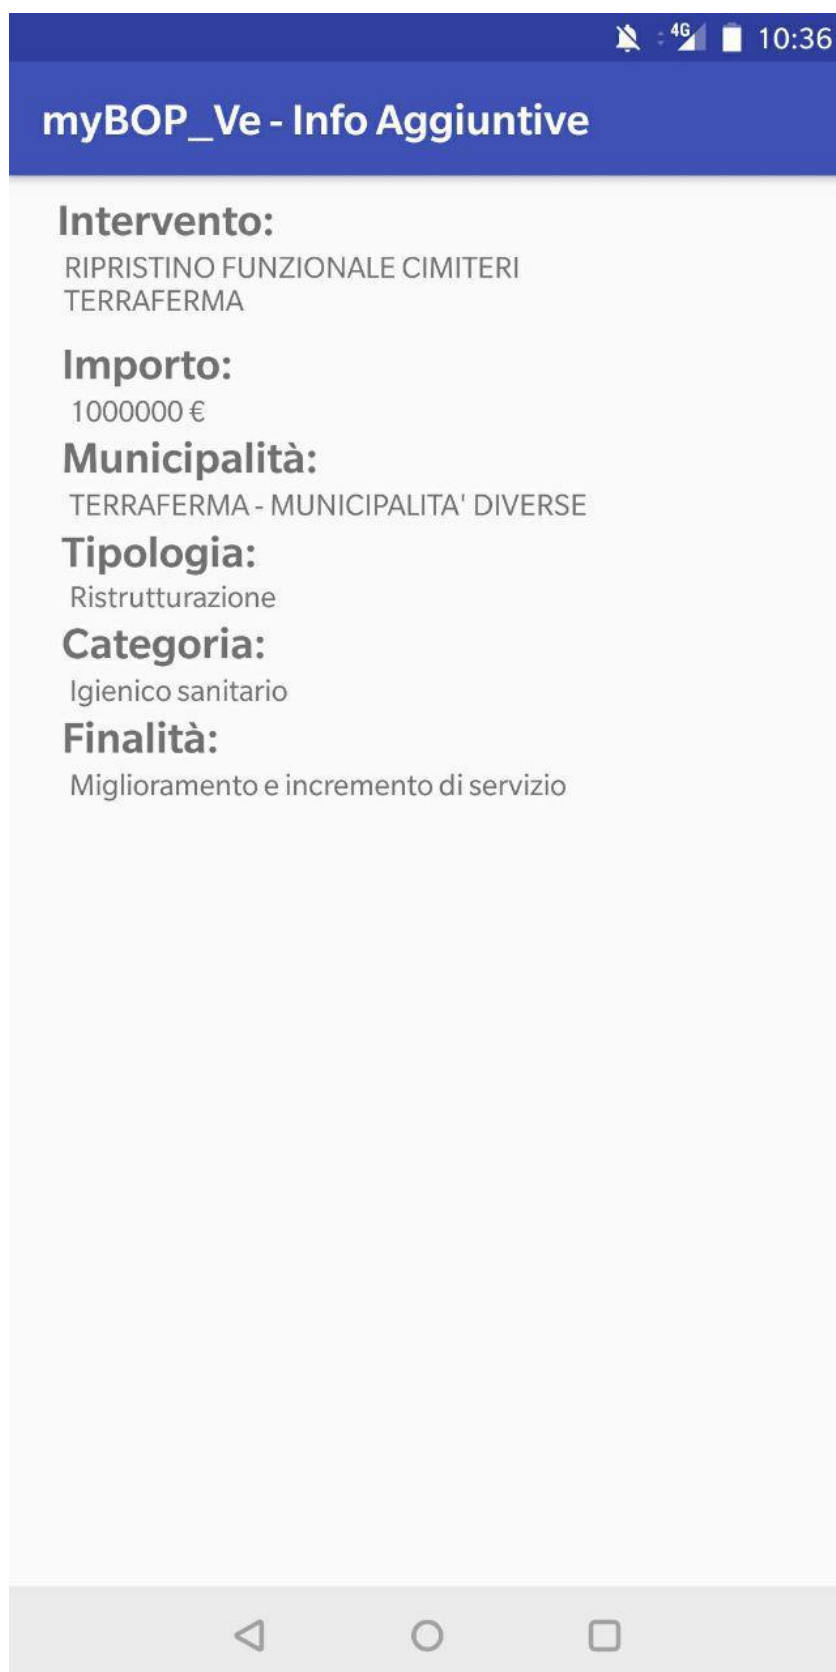 4G 10:36
myBOP_Ve - Info Aggiuntive
Intervento:
RIPRISTINO FUNZIONALE CIMITERI
TERRAFERMA
Importo:
1000000 €
Municipalità:
TERRAFERMA - MUNICIPALITA' DIVERSE
Tipologia:
Ristrutturazione
Categoria:
Igienico sanitario
Finalità:
Miglioramento e incremento di servizio